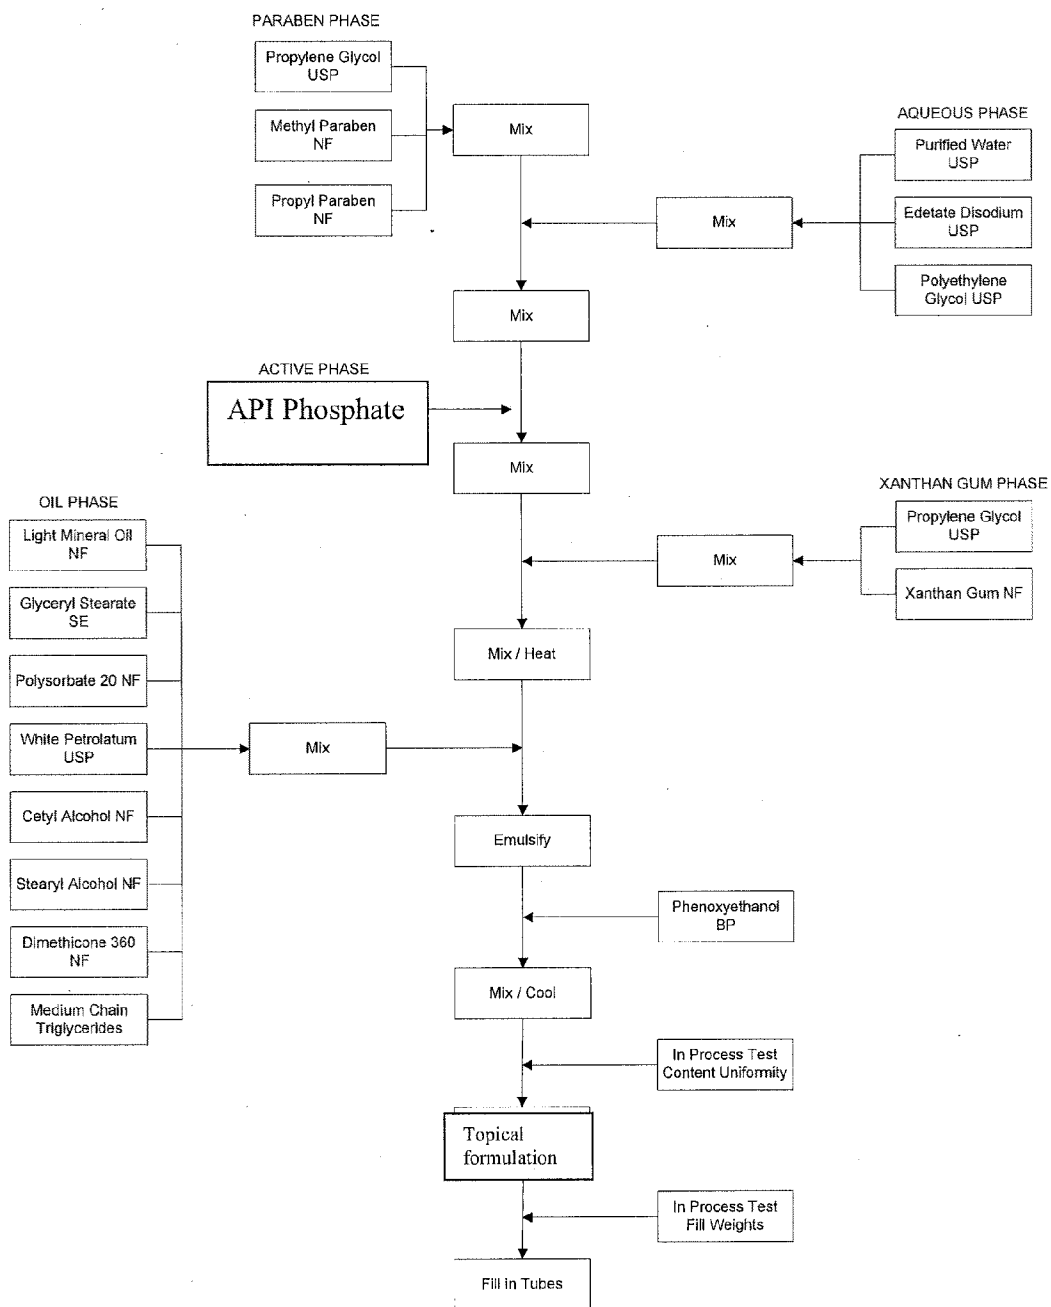 PARABEN PHASE
Propylene Glycol
USP
Methyl Paraben
NF
Propyl Paraben
NF
Mix
AQUEOUS PHASE
Purified Water
USP
Edetate Disodium
USP
Polyethylene
Glycol USP
Mix
Mix
ACTIVE PHASE
API Phosphate
Mix
XANTHAN GUM PHASE
Propylene Glycol
USP
Xanthan Gum NF
Mix
Mix / Heat
OIL PHASE
Light Mineral Oil
NF
Glyceryl Stearate
SE
Polysorbate 20 NF
White Petrolatum
USP
Cetyl Alcohol NF
Stearyl Alcohol NF
Dimethicone 360
NF
Medium Chain
Triglycerides
Mix
Emulsify
Phenoxyethanol
BP
Mix / Cool
In Process Test
Content Uniformity
Topical
formulation
In Process Test
Fill Weights
Fill in Tubes